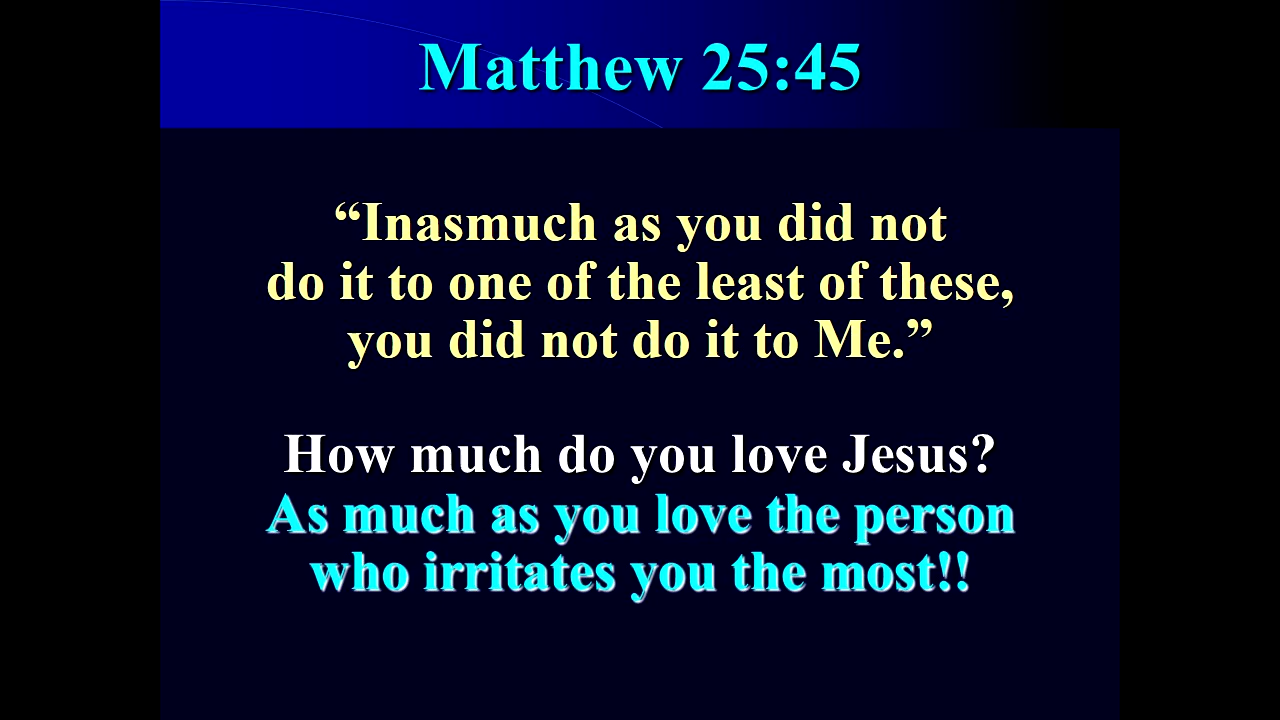 Matthew 25:45
“Inasmuch as you did not
do it to one of the least of these,
you did not do it to Me.”
How much do you love Jesus?
As much as you love the person
who irritates you the most!!